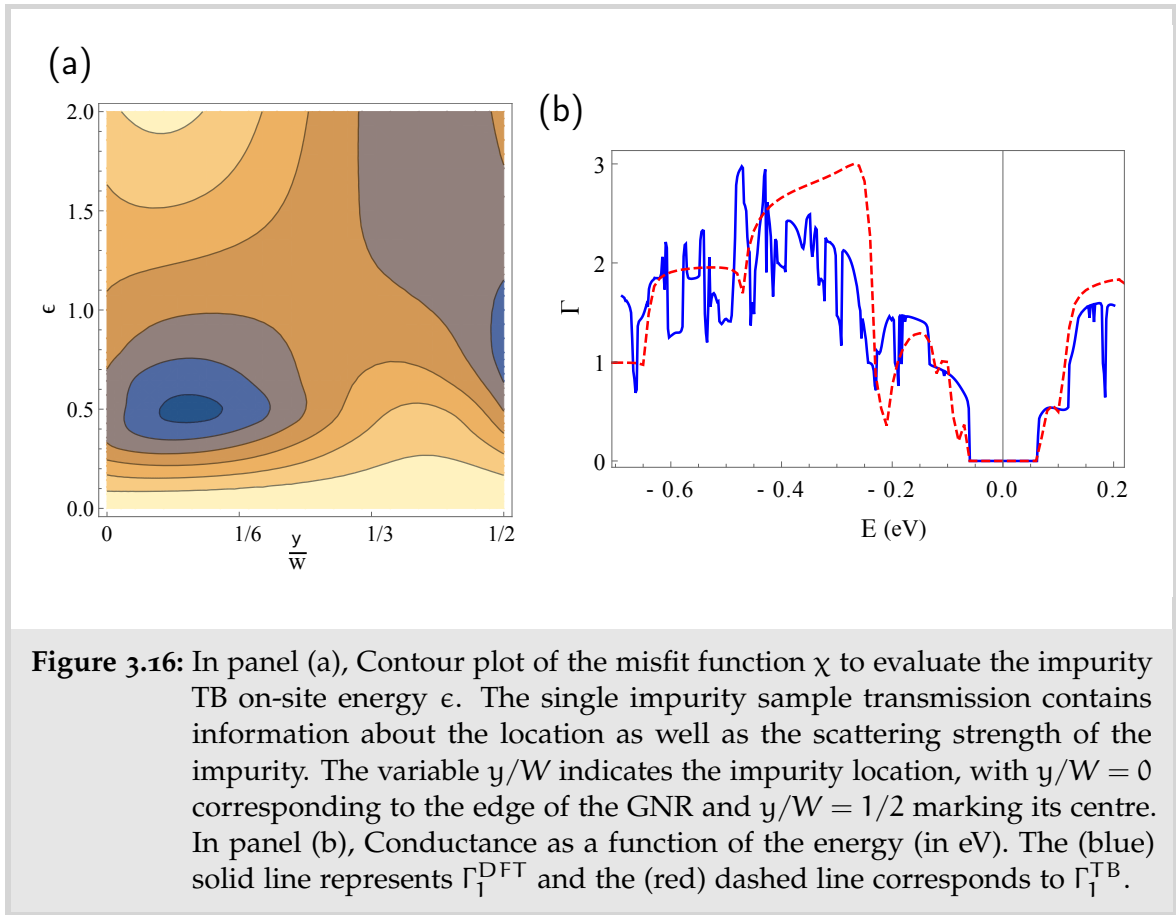 (a)
2.0
1.5
ϵ
1.0
0.5
0.0
0 1/6 y/W 1/3 1/2
(b)
3
2
Γ
1
0
- 0.6 - 0.4 - 0.2 0.0 0.2
E (eV)
Figure 3.16: In panel (a), Contour plot of the misfit function χ to evaluate the impurity
TB on-site energy ϵ. The single impurity sample transmission contains
information about the location as well as the scattering strength of the
impurity. The variable y/W indicates the impurity location, with y/W = 0
corresponding to the edge of the GNR and y/W = 1/2 marking its centre.
In panel (b), Conductance as a function of the energy (in eV). The (blue)
solid line represents Γ₁^DFT and the (red) dashed line corresponds to Γ₁^TB.